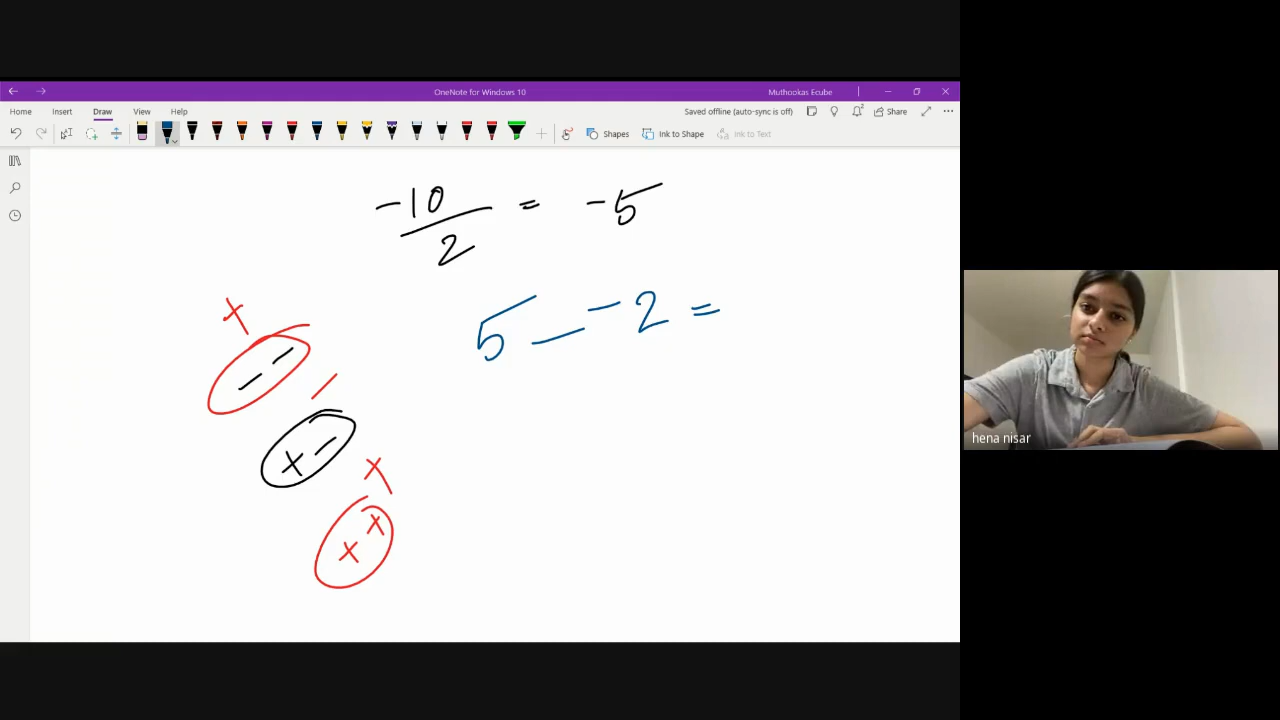 OneNote for Windows 10
Muthookas Ecube
Home Insert Draw View Help
Saved offline (auto-sync is off)
Share
Shapes
Ink to Shape
Ink to Text
-10
2
= -5
5 - - 2 =
+
- -
-
+ -
+
+ +
hena nisar